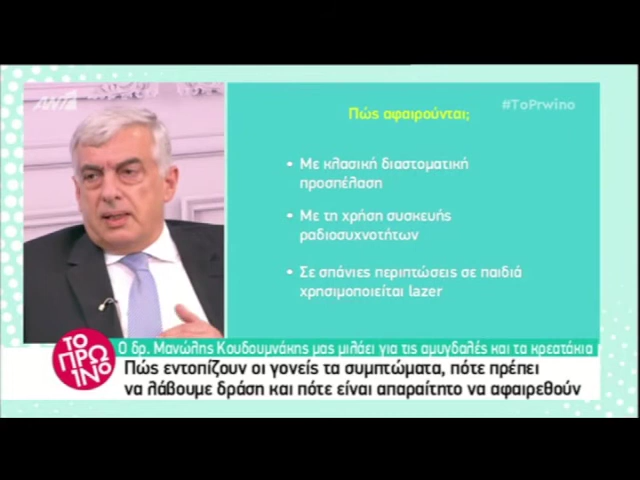 ANT1
#ToPrwino
Πώς αφαιρούνται;
• Με κλασική διαστοματική
προσπέλαση
• Με τη χρήση συσκευής
ραδιοσυχνοτήτων
• Σε σπάνιες περιπτώσεις σε παιδιά
χρησιμοποιείται lazer
ΤΟ
ΠΡΩ
ΙΝΟ
Ο δρ. Μανώλης Κουδουμνάκης μας μιλάει για τις αμυγδαλές και τα κρεατάκια
Πώς εντοπίζουν οι γονείς τα συμπτώματα, πότε πρέπει
να λάβουμε δράση και πότε είναι απαραίτητο να αφαιρεθούν